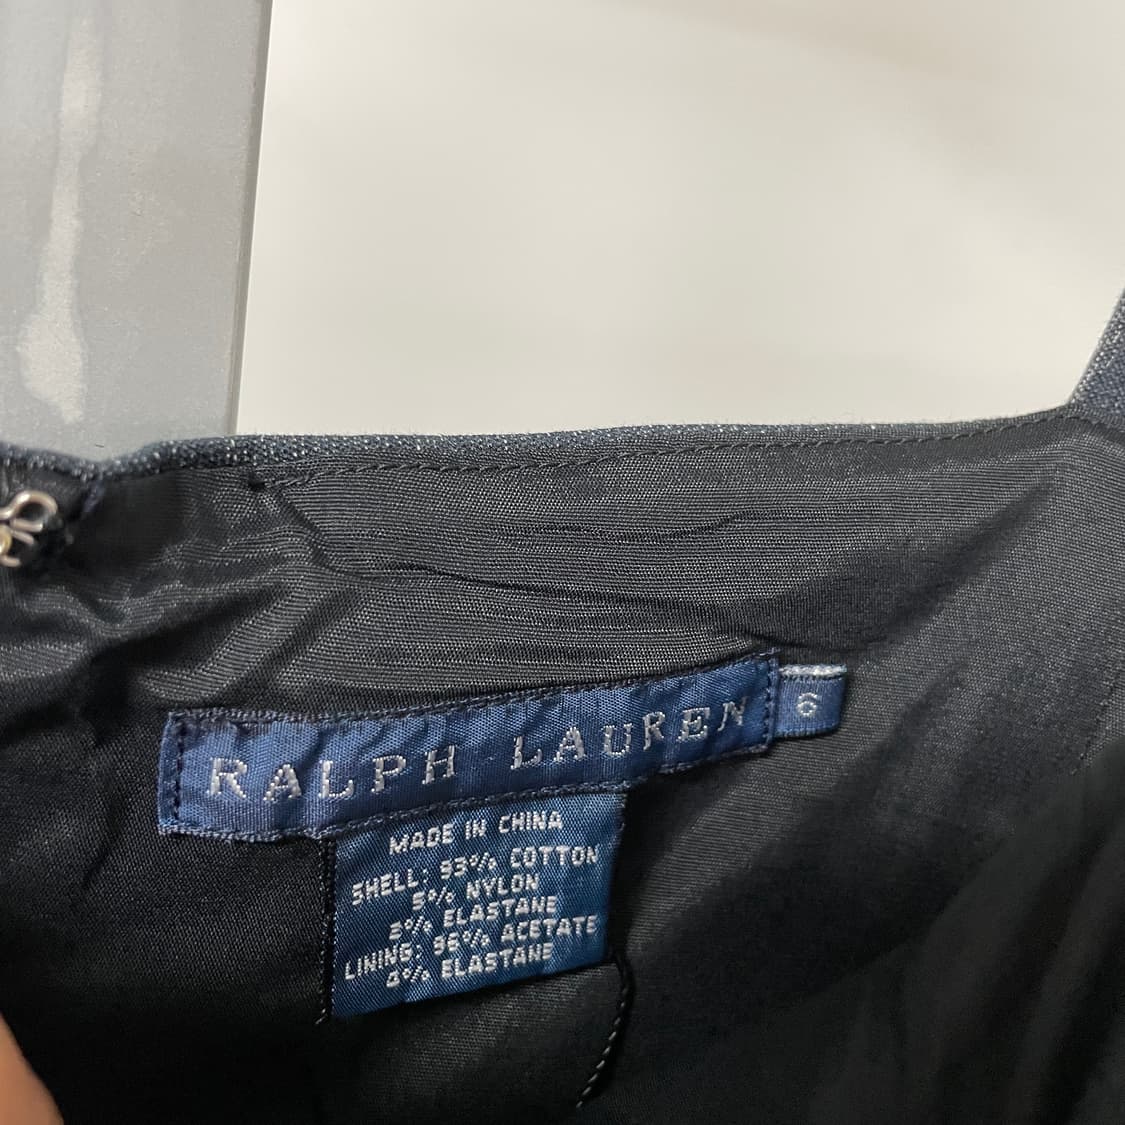 RALPH LAUREN
6
MADE IN CHINA
SHELL: 93% COTTON
5% NYLON
2% ELASTANE
LINING: 96% ACETATE
4% ELASTANE